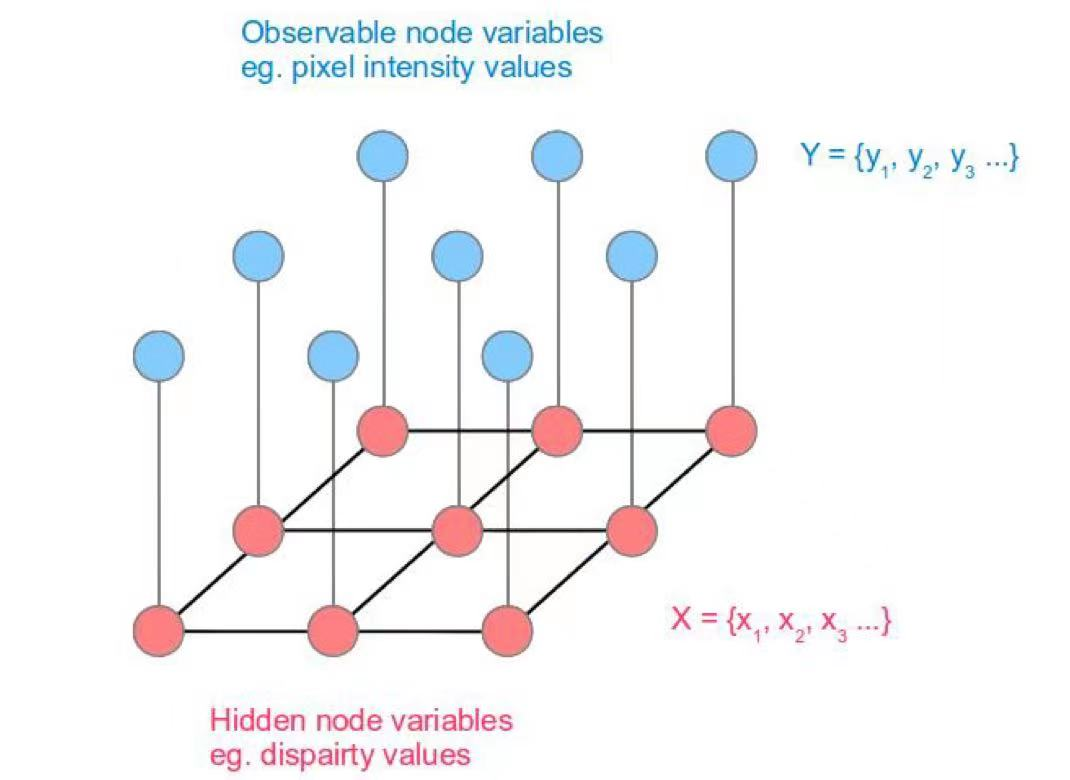 Observable node variables
eg. pixel intensity values
Y = {y₁, y₂, y₃ ...}
X = {x₁, x₂, x₃ ...}
Hidden node variables
eg. dispairty values